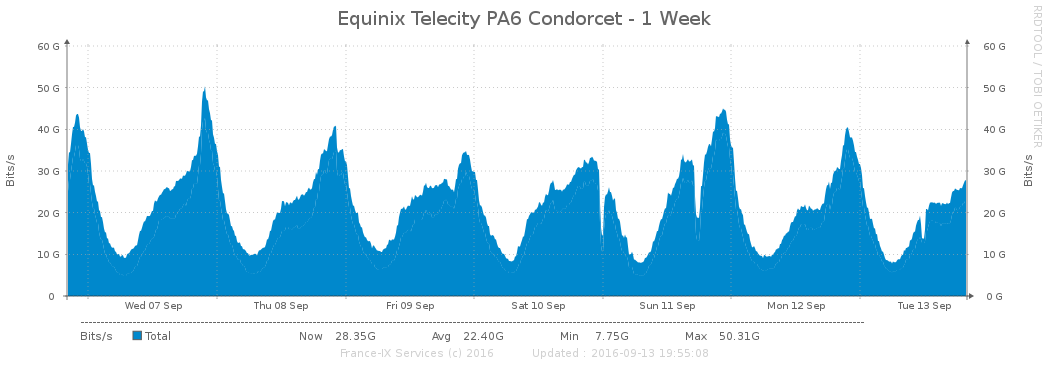 Equinix Telecity PA6 Condorcet - 1 Week
RRDTOOL / TOBI OETIKER
Bits/s
Bits/s
60 G 60 G
50 G 50 G
40 G 40 G
30 G 30 G
20 G 20 G
10 G 10 G
0 0 G
Wed 07 Sep Thu 08 Sep Fri 09 Sep Sat 10 Sep Sun 11 Sep Mon 12 Sep Tue 13 Sep
Bits/s Total Now 28.35G Avg 22.40G Min 7.75G Max 50.31G
France-IX Services (c) 2016 Updated : 2016-09-13 19:55:08